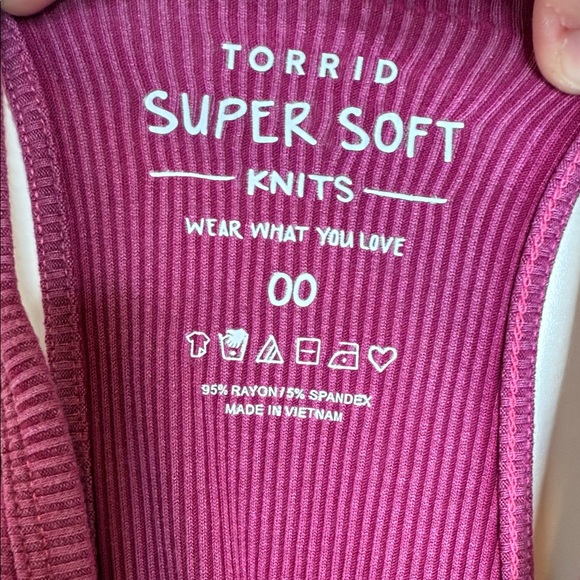 TORRID
SUPER SOFT
KNITS
WEAR WHAT YOU LOVE
00
95% RAYON/5% SPANDEX
MADE IN VIETNAM